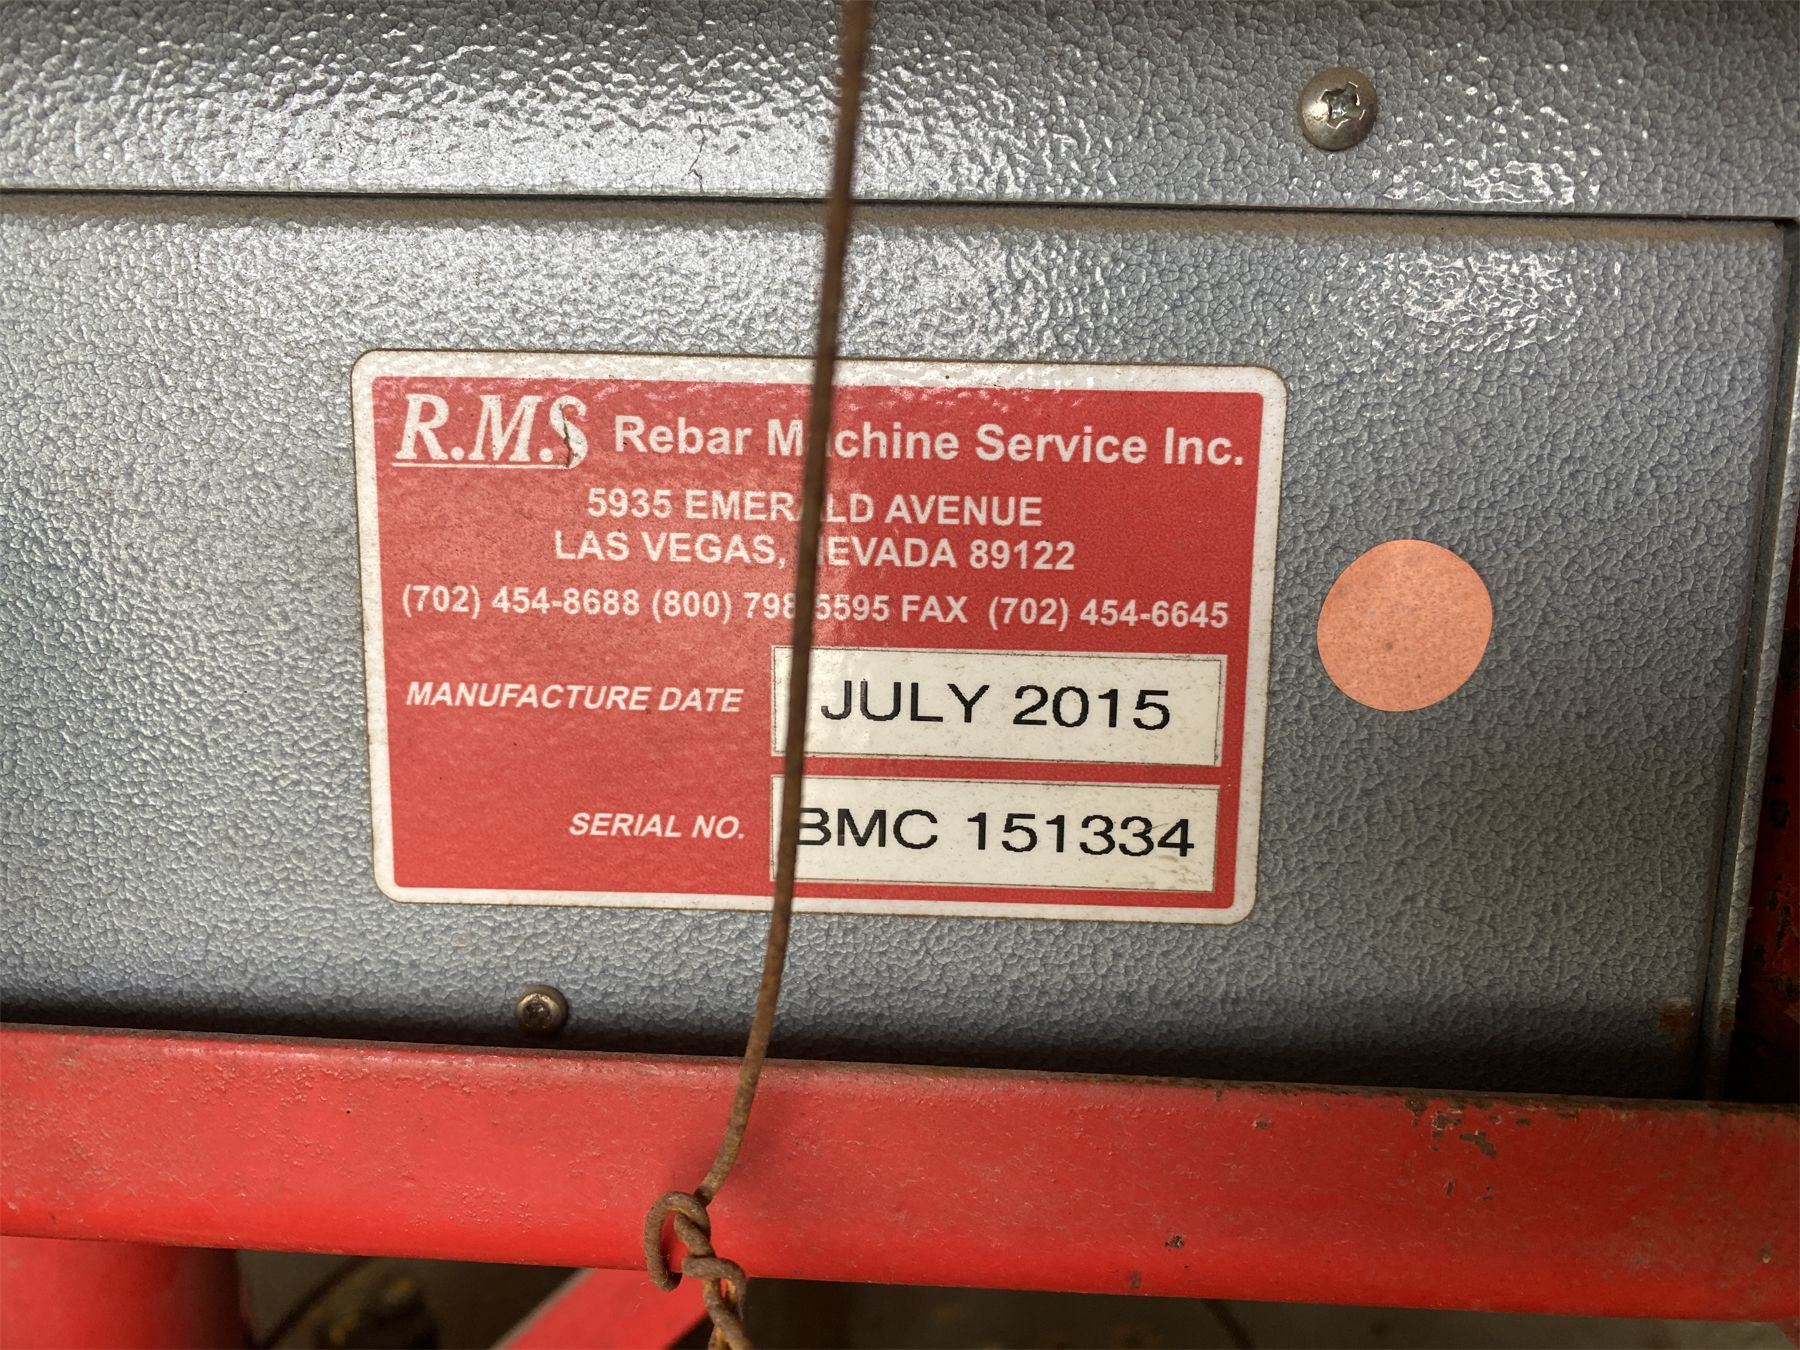 R.M.S Rebar Machine Service Inc.
5935 EMERALD AVENUE
LAS VEGAS, NEVADA 89122
(702) 454-8688 (800) 798-5595 FAX (702) 454-6645
MANUFACTURE DATE JULY 2015
SERIAL NO. BMC 151334